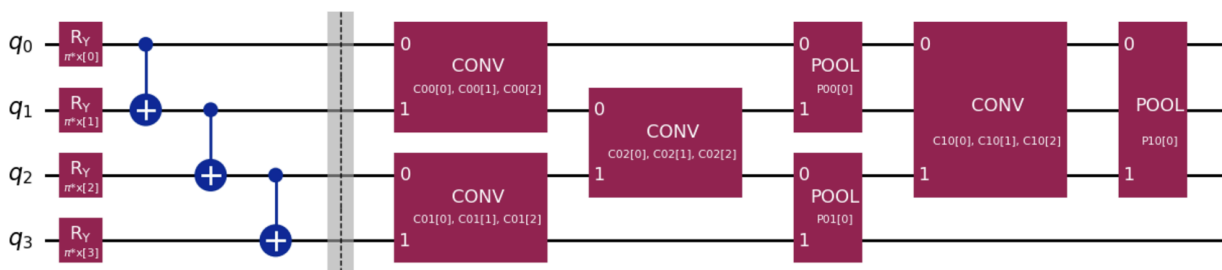 q0 RY π*x[0] 0 CONV C00[0], C00[1], C00[2] 1 0 POOL P00[0] 1 0 CONV C10[0], C10[1], C10[2] 1 0 POOL P10[0] 1
q1 RY π*x[1] 0 CONV C02[0], C02[1], C02[2] 1
q2 RY π*x[2] 0 CONV C01[0], C01[1], C01[2] 1 0 POOL P01[0] 1
q3 RY π*x[3]